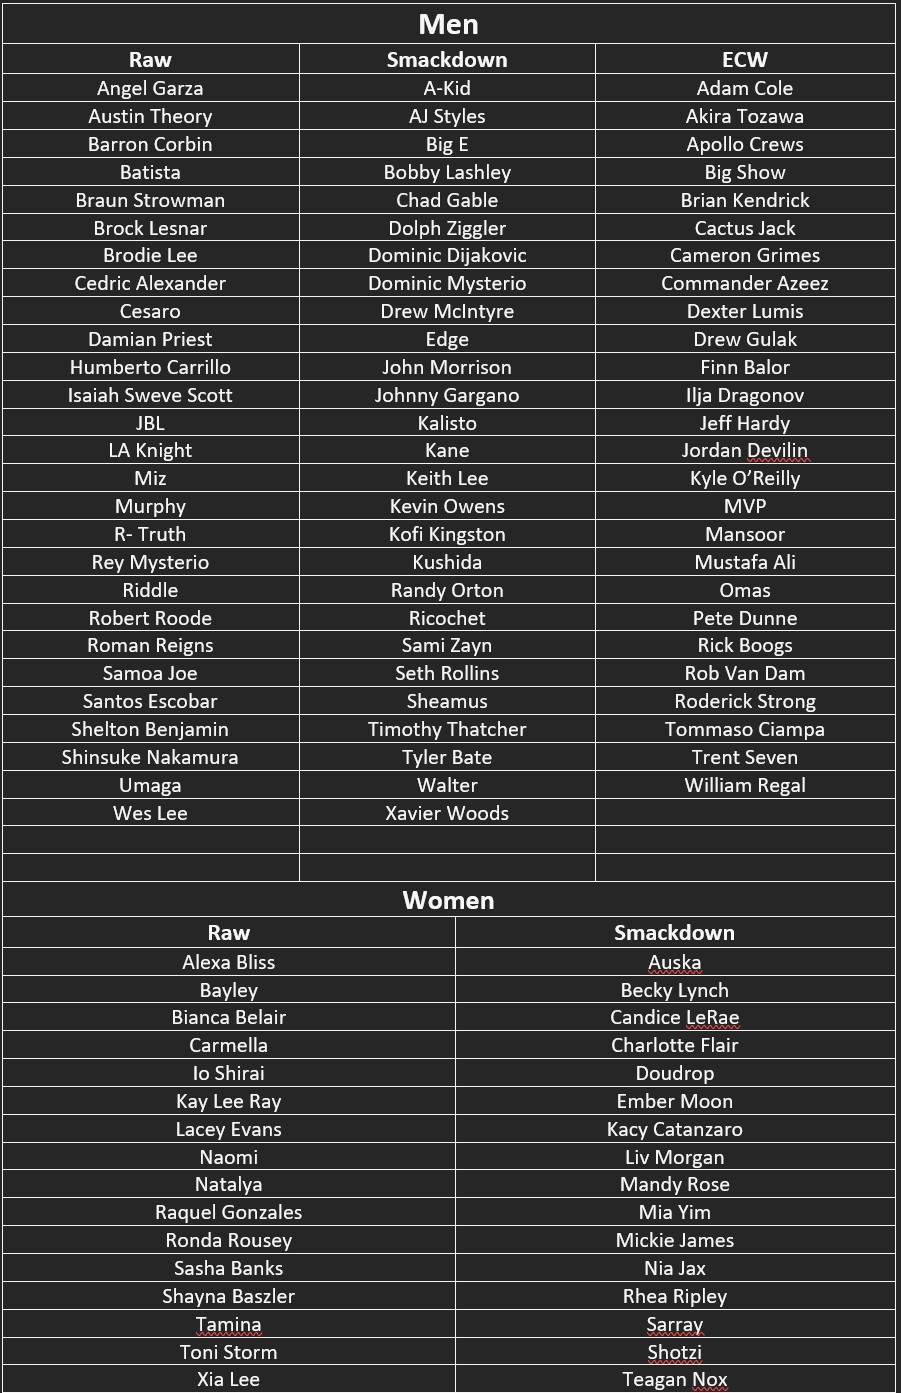 Men
Raw Smackdown ECW
Angel Garza A-Kid Adam Cole
Austin Theory AJ Styles Akira Tozawa
Barron Corbin Big E Apollo Crews
Batista Bobby Lashley Big Show
Braun Strowman Chad Gable Brian Kendrick
Brock Lesnar Dolph Ziggler Cactus Jack
Brodie Lee Dominic Dijakovic Cameron Grimes
Cedric Alexander Dominic Mysterio Commander Azeez
Cesaro Drew McIntyre Dexter Lumis
Damian Priest Edge Drew Gulak
Humberto Carrillo John Morrison Finn Balor
Isaiah Sweve Scott Johnny Gargano Ilja Dragonov
JBL Kalisto Jeff Hardy
LA Knight Kane Jordan Devilin
Miz Keith Lee Kyle O’Reilly
Murphy Kevin Owens MVP
R- Truth Kofi Kingston Mansoor
Rey Mysterio Kushida Mustafa Ali
Riddle Randy Orton Omas
Robert Roode Ricochet Pete Dunne
Roman Reigns Sami Zayn Rick Boogs
Samoa Joe Seth Rollins Rob Van Dam
Santos Escobar Sheamus Roderick Strong
Shelton Benjamin Timothy Thatcher Tommaso Ciampa
Shinsuke Nakamura Tyler Bate Trent Seven
Umaga Walter William Regal
Wes Lee Xavier Woods
Women
Raw Smackdown
Alexa Bliss Auska
Bayley Becky Lynch
Bianca Belair Candice LeRae
Carmella Charlotte Flair
Io Shirai Doudrop
Kay Lee Ray Ember Moon
Lacey Evans Kacy Catanzaro
Naomi Liv Morgan
Natalya Mandy Rose
Raquel Gonzales Mia Yim
Ronda Rousey Mickie James
Sasha Banks Nia Jax
Shayna Baszler Rhea Ripley
Tamina Sarray
Toni Storm Shotzi
Xia Lee Teagan Nox